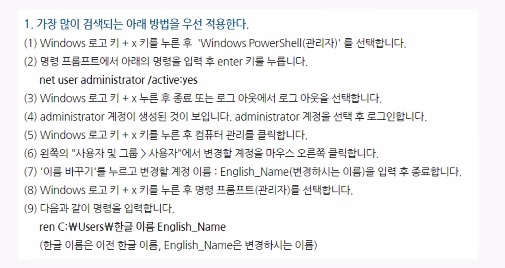 1. 가장 많이 검색되는 아래 방법을 우선 적용한다.
(1) Windows 로고 키 + x 키를 누른 후 'Windows PowerShell(관리자)' 를 선택합니다.
(2) 명령 프롬프트에서 아래의 명령을 입력 후 enter 키를 누릅니다.
net user administrator /active:yes
(3) Windows 로고 키 + x 누른 후 종료 또는 로그 아웃에서 로그 아웃을 선택합니다.
(4) administrator 계정이 생성된 것이 보입니다. administrator 계정을 선택 후 로그인합니다.
(5) Windows 로고 키 + x 키를 누른 후 컴퓨터 관리를 클릭합니다.
(6) 왼쪽의 "사용자 및 그룹 > 사용자"에서 변경할 계정을 마우스 오른쪽 클릭합니다.
(7) '이름 바꾸기'를 누르고 변경할 계정 이름 : English_Name(변경하시는 이름)을 입력 후 종료합니다.
(8) Windows 로고 키 + x 키를 누른 후 명령 프롬프트(관리자)를 선택합니다.
(9) 다음과 같이 명령을 입력합니다.
ren C:₩Users₩한글 이름 English_Name
(한글 이름은 이전 한글 이름, English_Name은 변경하시는 이름)